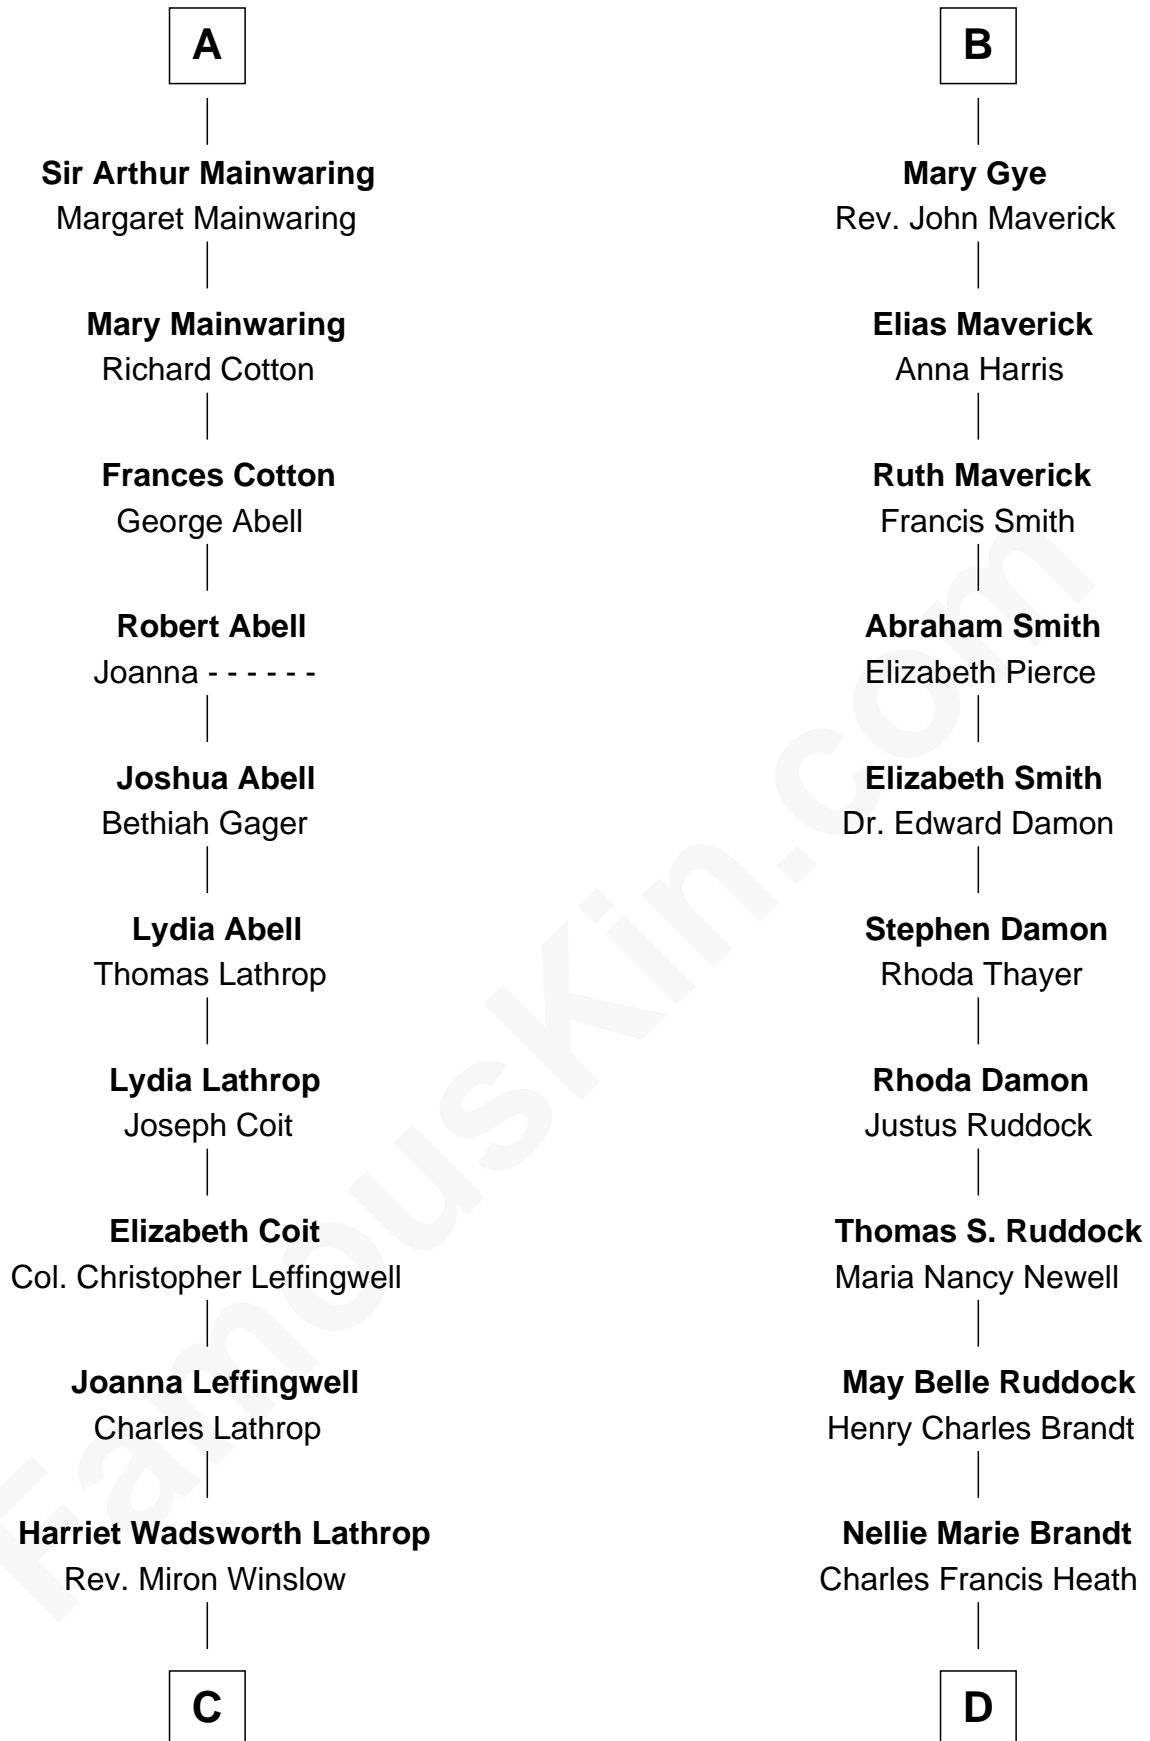 A
Sir Arthur Mainwaring
Margaret Mainwaring
Mary Mainwaring
Richard Cotton
Frances Cotton
George Abell
Robert Abell
Joanna - - - - - -
Joshua Abell
Bethiah Gager
Lydia Abell
Thomas Lathrop
Lydia Lathrop
Joseph Coit
Elizabeth Coit
Col. Christopher Leffingwell
Joanna Leffingwell
Charles Lathrop
Harriet Wadsworth Lathrop
Rev. Miron Winslow
C
B
Mary Gye
Rev. John Maverick
Elias Maverick
Anna Harris
Ruth Maverick
Francis Smith
Abraham Smith
Elizabeth Pierce
Elizabeth Smith
Dr. Edward Damon
Stephen Damon
Rhoda Thayer
Rhoda Damon
Justus Ruddock
Thomas S. Ruddock
Maria Nancy Newell
May Belle Ruddock
Henry Charles Brandt
Nellie Marie Brandt
Charles Francis Heath
D
FamousKin.com